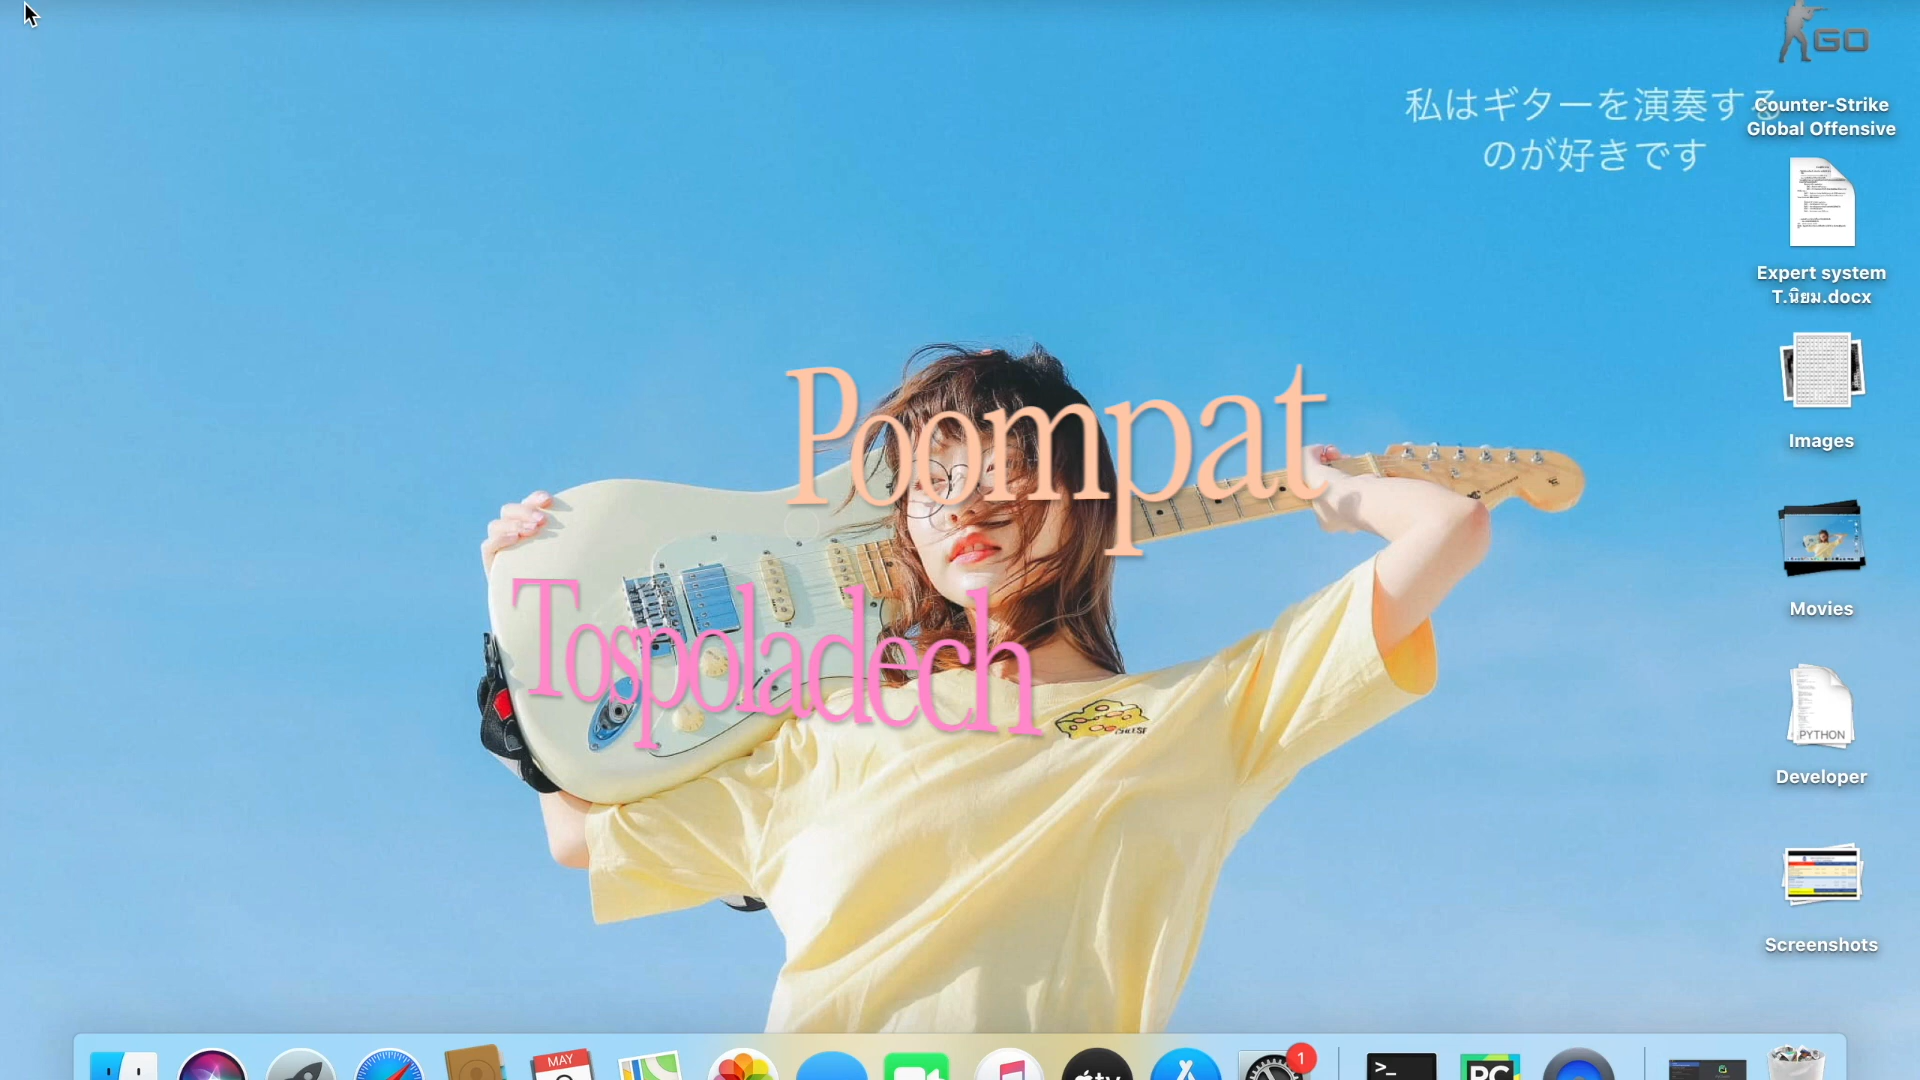 GO
Counter-Strike
Global Offensive
私はギターを演奏する
のが好きです
Expert system
T.นิยม.docx
Images
Poompat
Movies
Tospoladech
PYTHON
Developer
Screenshots
MAY
1
>_
PC
tv